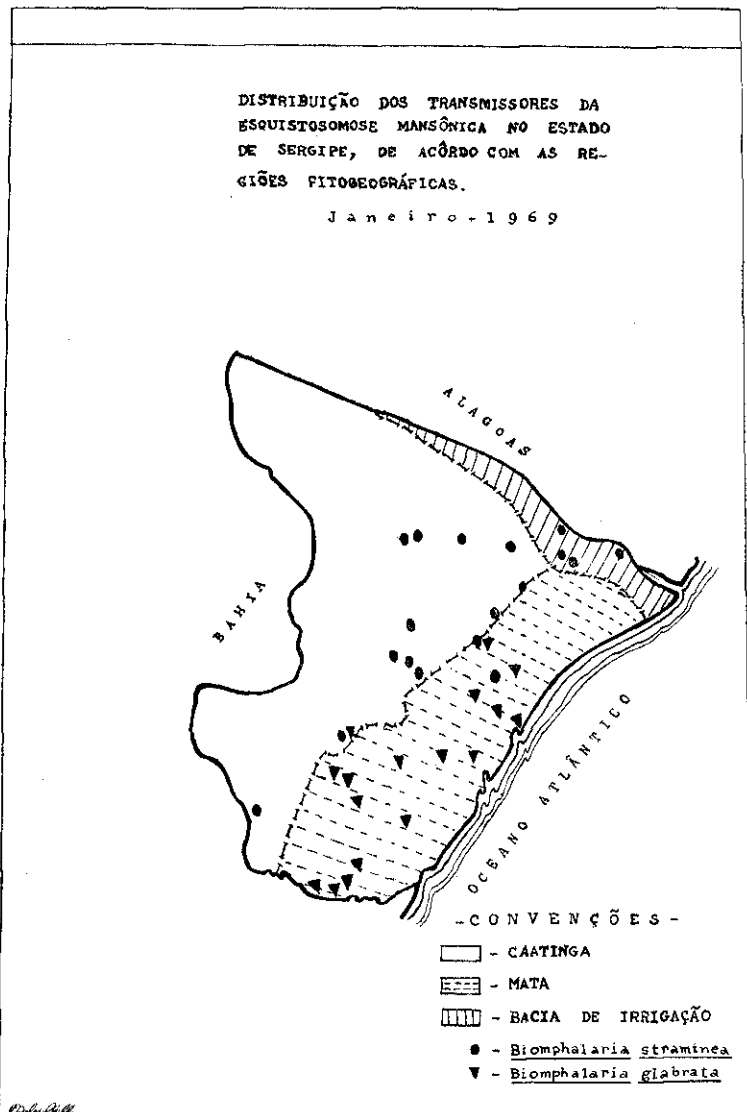 DISTRIBUIÇÃO DOS TRANSMISSORES DA
ESQUISTOSOMOSE MANSÔNICA NO ESTADO
DE SERGIPE, DE ACÔRDO COM AS RE-
GIÕES FITOGEOGRÁFICAS.
Janeiro-1969
ALAGOAS
BAHIA
OCEANO ATLÂNTICO
-CONVENÇÕES-
- CAATINGA
- MATA
- BACIA DE IRRIGAÇÃO
- Biomphalaria straminea
- Biomphalaria glabrata